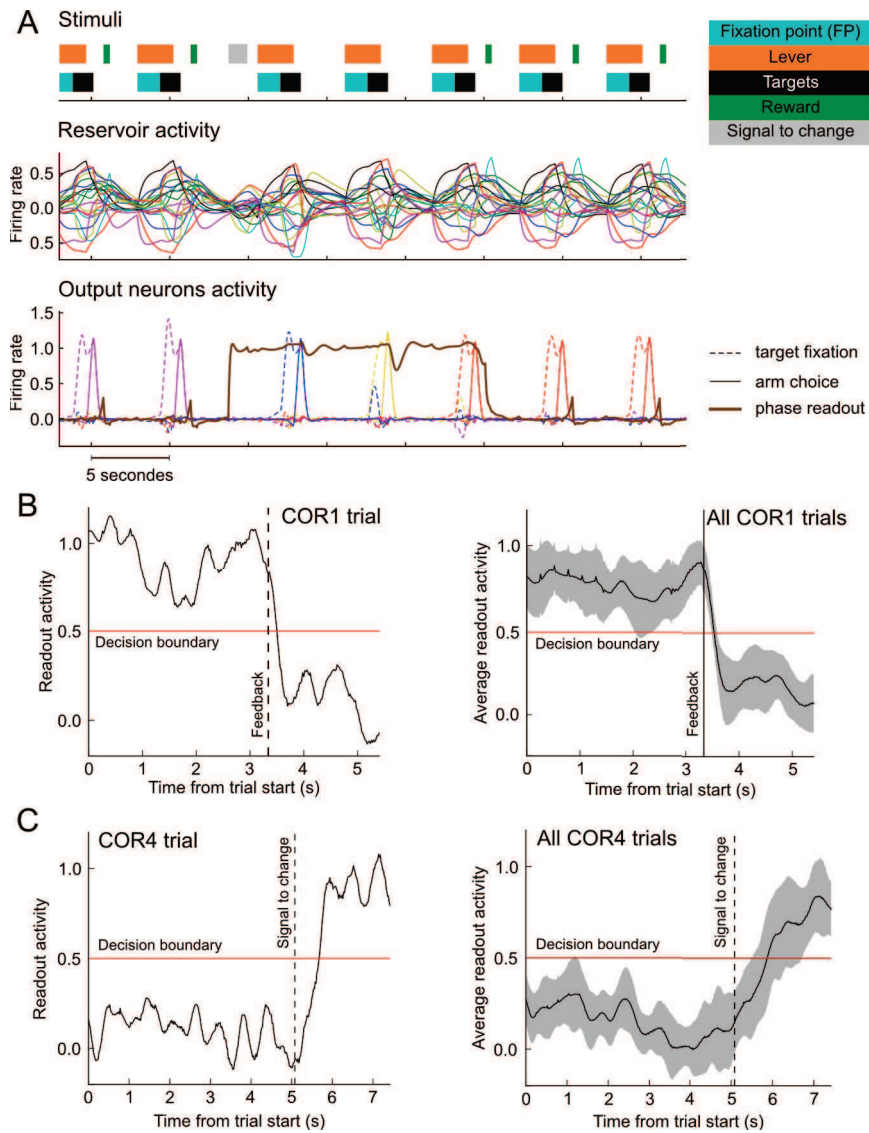 A
Stimuli
Fixation point (FP)
Lever
Targets
Reward
Signal to change
Reservoir activity
Firing rate
0.5
0.0
0.5
Output neurons activity
Firing rate
1.5
1.0
0.5
0.0
target fixation
arm choice
phase readout
5 secondes
B
COR1 trial
Readout activity
1.0
0.5
0.0
Decision boundary
Feedback
0 1 2 3 4 5
Time from trial start (s)
All COR1 trials
Average readout activity
1.0
0.5
0.0
Decision boundary
Feedback
0 1 2 3 4 5
Time from trial start (s)
C
COR4 trial
Readout activity
1.0
0.5
0.0
Decision boundary
Signal to change
0 1 2 3 4 5 6 7
Time from trial start (s)
All COR4 trials
Average readout activity
1.0
0.5
0.0
Decision boundary
Signal to change
0 1 2 3 4 5 6 7
Time from trial start (s)